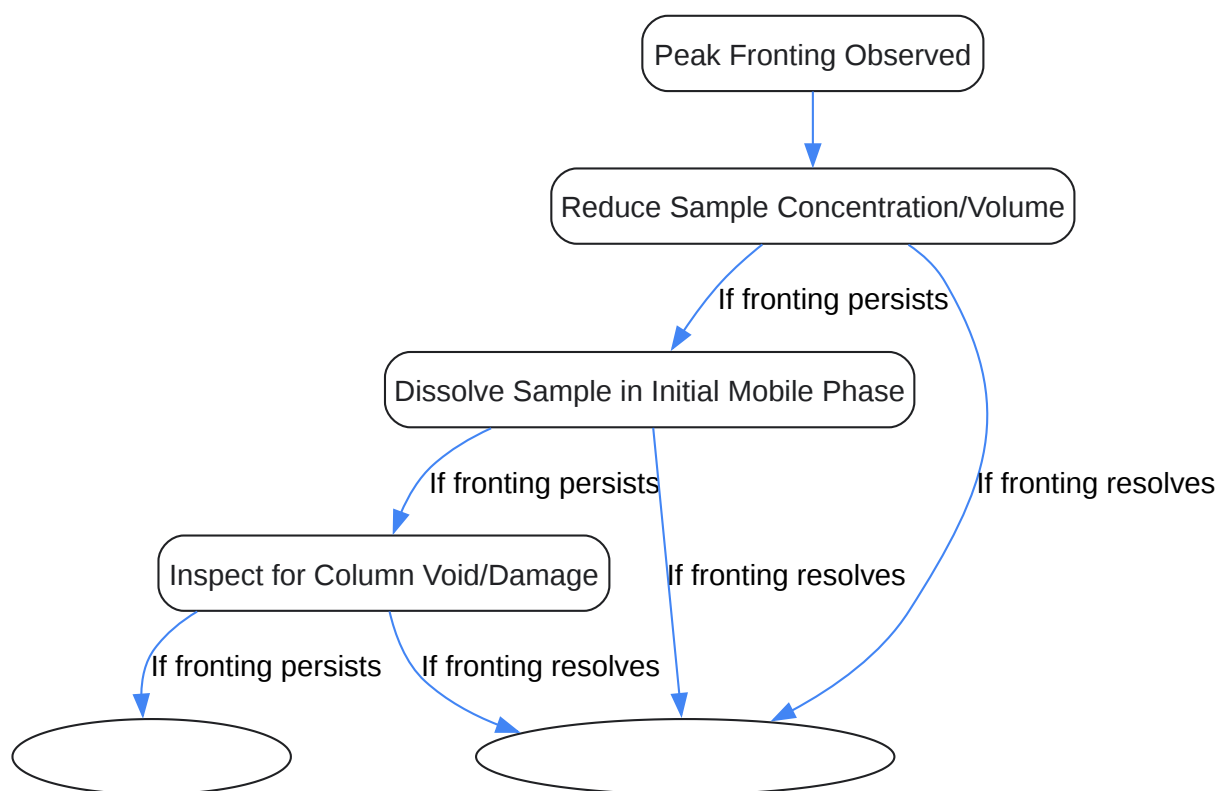 Peak Fronting Observed
Reduce Sample Concentration/Volume
If fronting persists
Dissolve Sample in Initial Mobile Phase
If fronting persists
If fronting resolves
Inspect for Column Void/Damage
If fronting resolves
If fronting persists
If fronting resolves